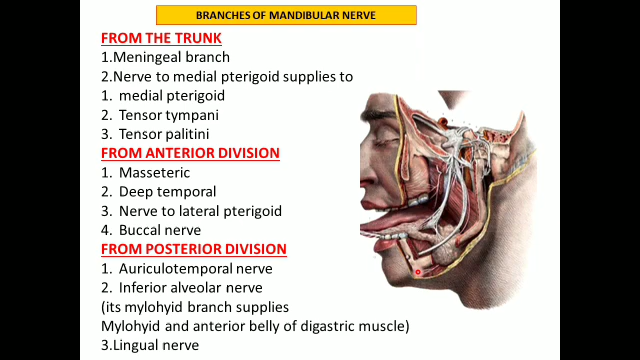 BRANCHES OF MANDIBULAR NERVE
FROM THE TRUNK
1.Meningeal branch
2.Nerve to medial pterigoid supplies to
1. medial pterigoid
2. Tensor tympani
3. Tensor palitini
FROM ANTERIOR DIVISION
1. Masseteric
2. Deep temporal
3. Nerve to lateral pterigoid
4. Buccal nerve
FROM POSTERIOR DIVISION
1. Auriculotemporal nerve
2. Inferior alveolar nerve
(its mylohyid branch supplies
Mylohyid and anterior belly of digastric muscle)
3.Lingual nerve